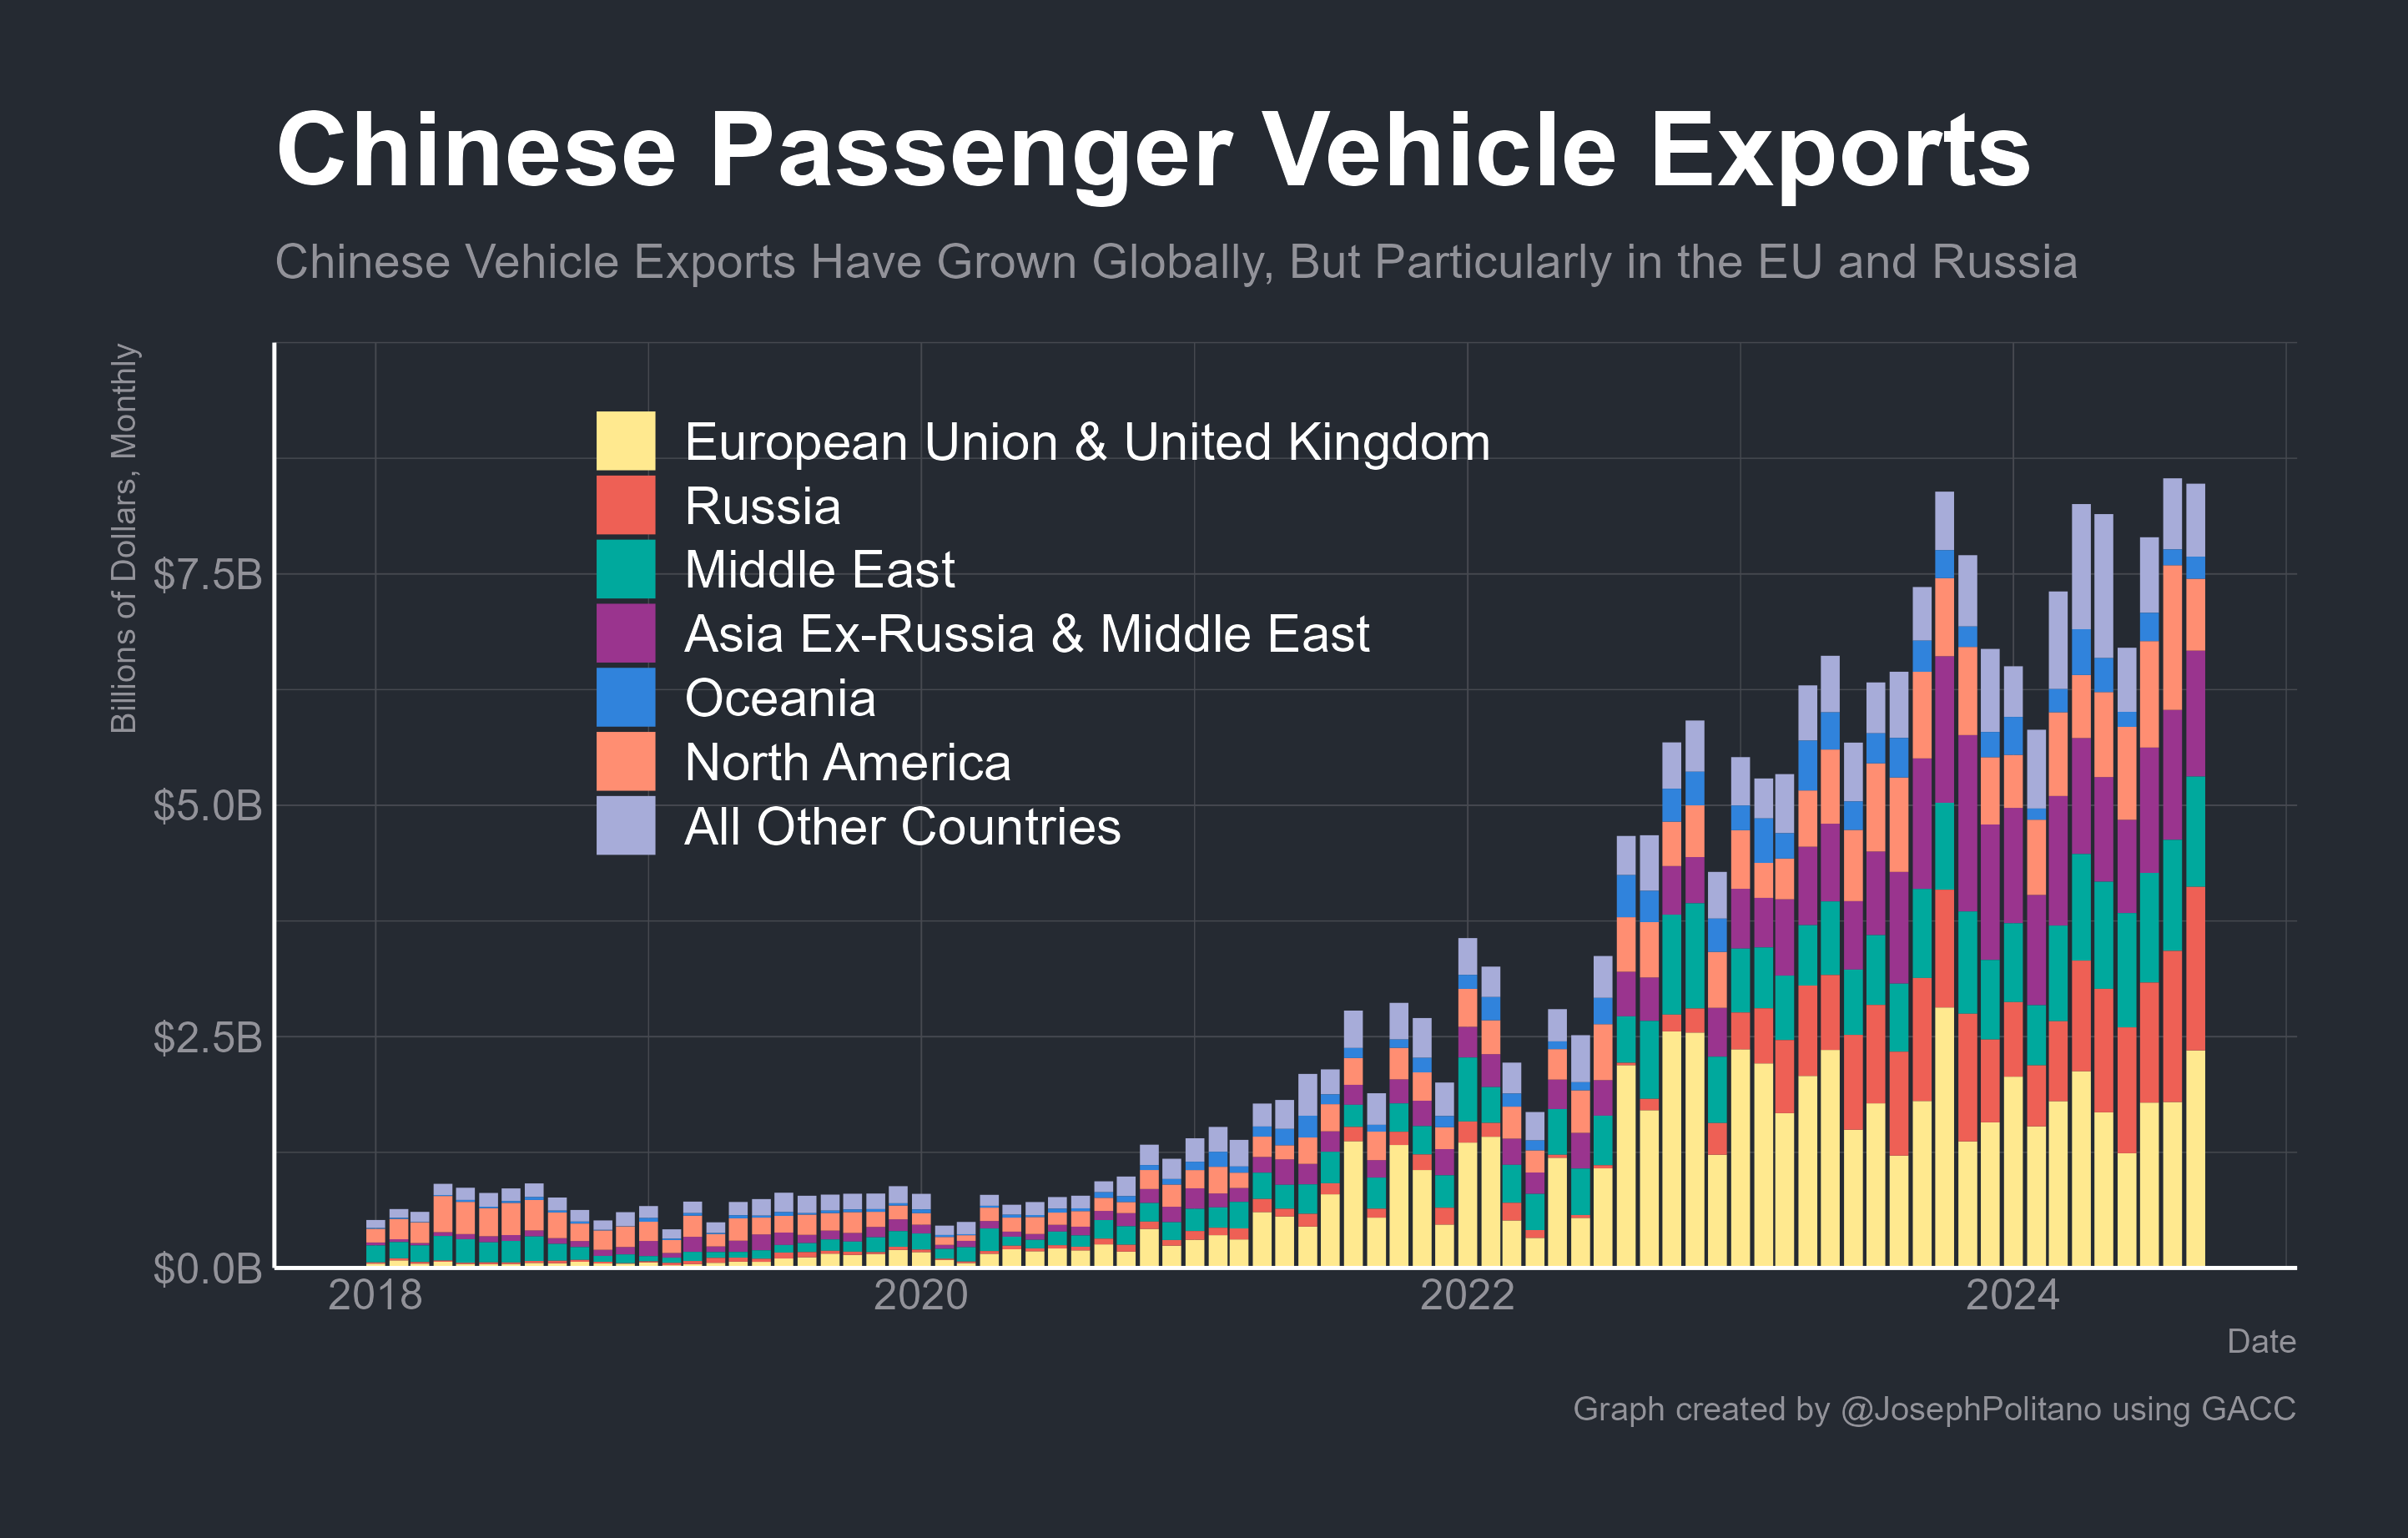 Chinese Passenger Vehicle Exports
Chinese Vehicle Exports Have Grown Globally, But Particularly in the EU and Russia
Billions of Dollars, Monthly
European Union & United Kingdom
Russia
Middle East
Asia Ex-Russia & Middle East
Oceania
North America
All Other Countries
$7.5B
$5.0B
$2.5B
$0.0B
2018
2020
2022
2024
Date
Graph created by @JosephPolitano using GACC